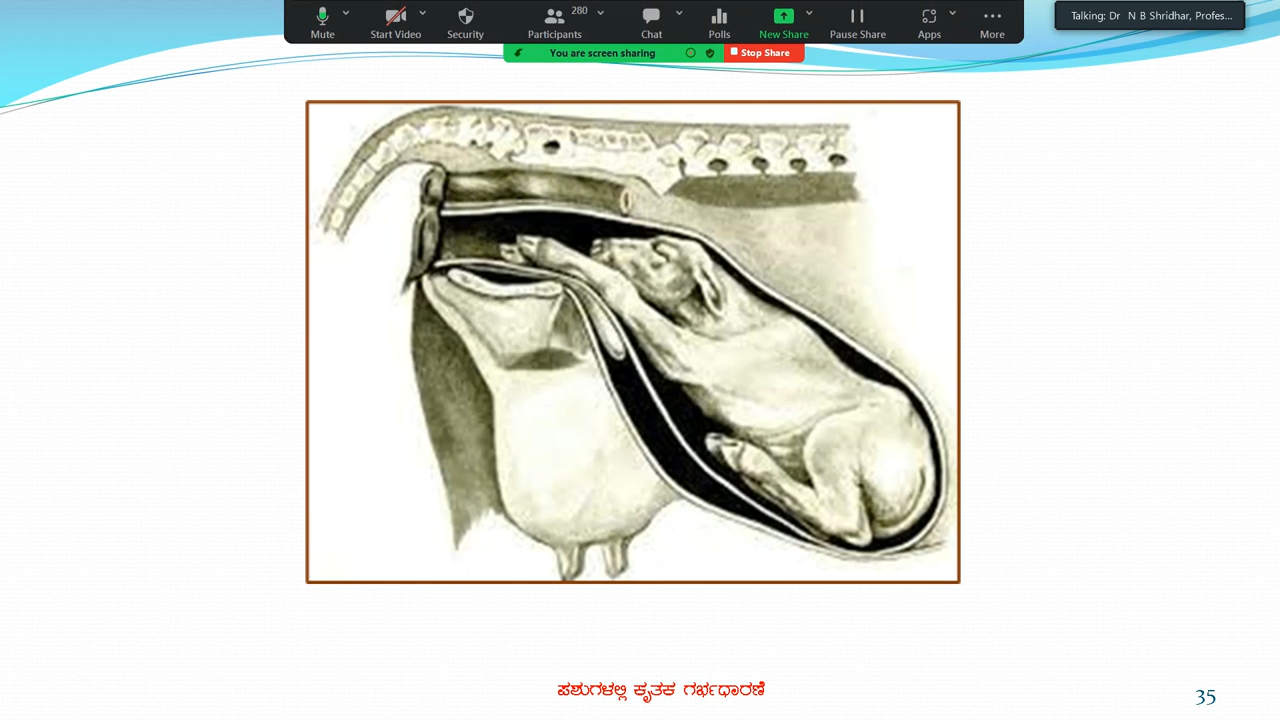 Mute
Start Video
Security
Participants
280
Chat
Polls
New Share
Pause Share
Apps
More
Talking: Dr N B Shridhar, Profes...
You are screen sharing
Stop Share
ಪಶುಗಳಲ್ಲಿ ಕೃತಕ ಗರ್ಭಧಾರಣೆ
35